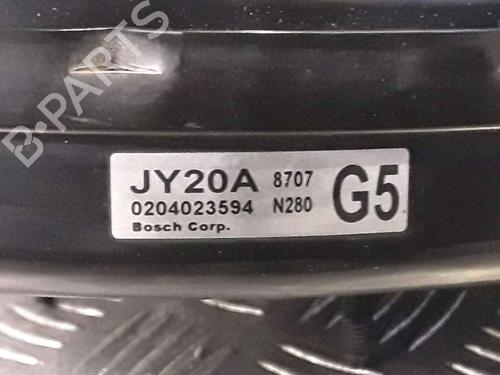 B-PARTS
JY20A 8707 G5
0204023594 N280
Bosch Corp.